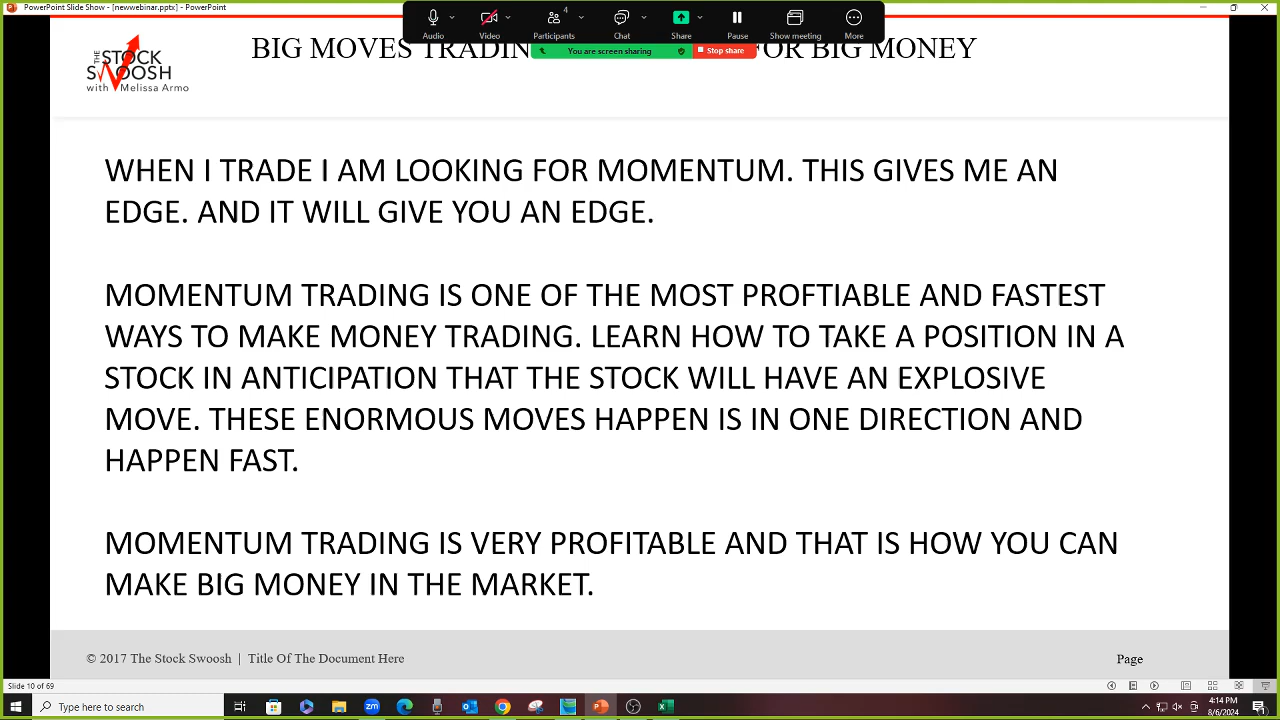 PowerPoint Slide Show - [newwebinar.pptx] - PowerPoint
Audio
Video
4
Participants
Chat
Share
Pause
Show meeting
More
You are screen sharing
Stop share
THE STOCK SWOOSH
with Melissa Armo
BIG MOVES TRADIN FOR BIG MONEY
WHEN I TRADE I AM LOOKING FOR MOMENTUM. THIS GIVES ME AN
EDGE. AND IT WILL GIVE YOU AN EDGE.
MOMENTUM TRADING IS ONE OF THE MOST PROFTIABLE AND FASTEST
WAYS TO MAKE MONEY TRADING. LEARN HOW TO TAKE A POSITION IN A
STOCK IN ANTICIPATION THAT THE STOCK WILL HAVE AN EXPLOSIVE
MOVE. THESE ENORMOUS MOVES HAPPEN IS IN ONE DIRECTION AND
HAPPEN FAST.
MOMENTUM TRADING IS VERY PROFITABLE AND THAT IS HOW YOU CAN
MAKE BIG MONEY IN THE MARKET.
© 2017 The Stock Swoosh | Title Of The Document Here
Page
Slide 10 of 69
Type here to search
zm
4:14 PM
8/6/2024